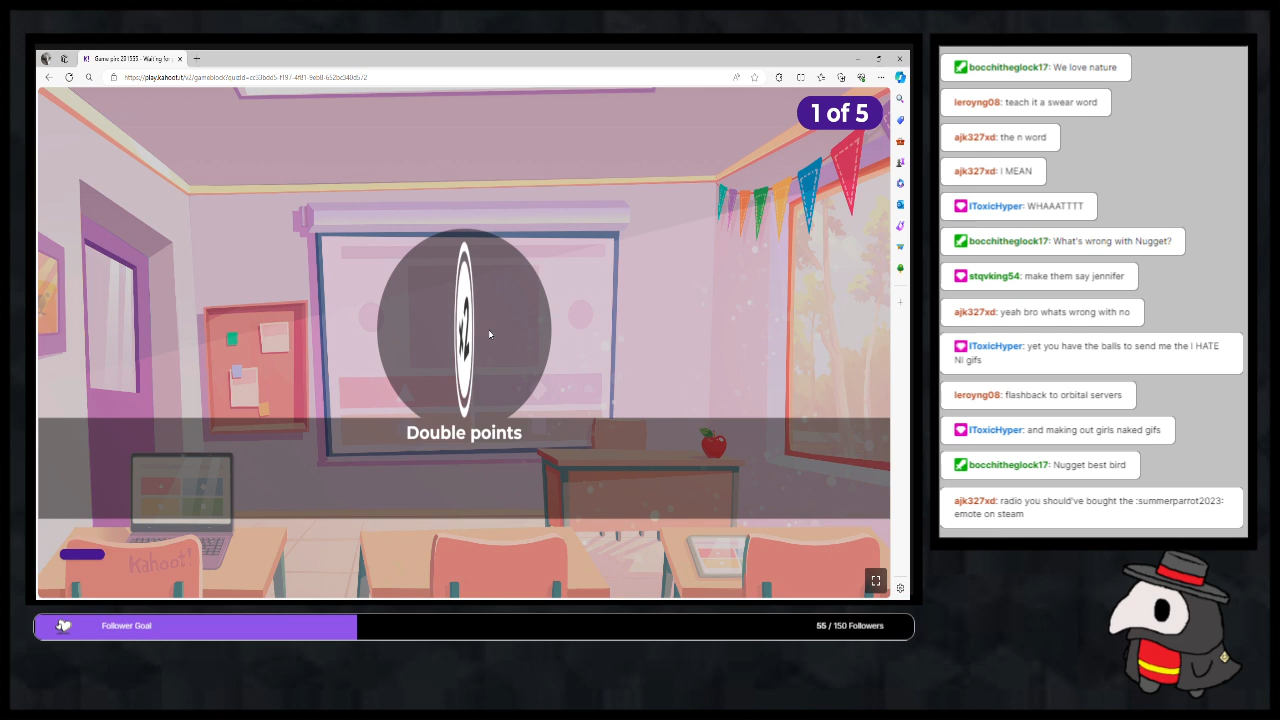 Game pin: 201535 - Waiting for
1 of 5
x2
Double points
Kahoot!
bocchitheglock17: We love nature
leroyng08: teach it a swear word
ajk327xd: the n word
ajk327xd: I MEAN
IToxicHyper: WHAAATTTT
bocchitheglock17: What's wrong with Nugget?
stqvking54: make them say jennifer
ajk327xd: yeah bro whats wrong with no
IToxicHyper: yet you have the balls to send me the I HATE
NI gifs
leroyng08: flashback to orbital servers
IToxicHyper: and making out girls naked gifs
bocchitheglock17: Nugget best bird
ajk327xd: radio you should've bought the :summerparrot2023:
emote on steam
Follower Goal
55 / 150 Followers